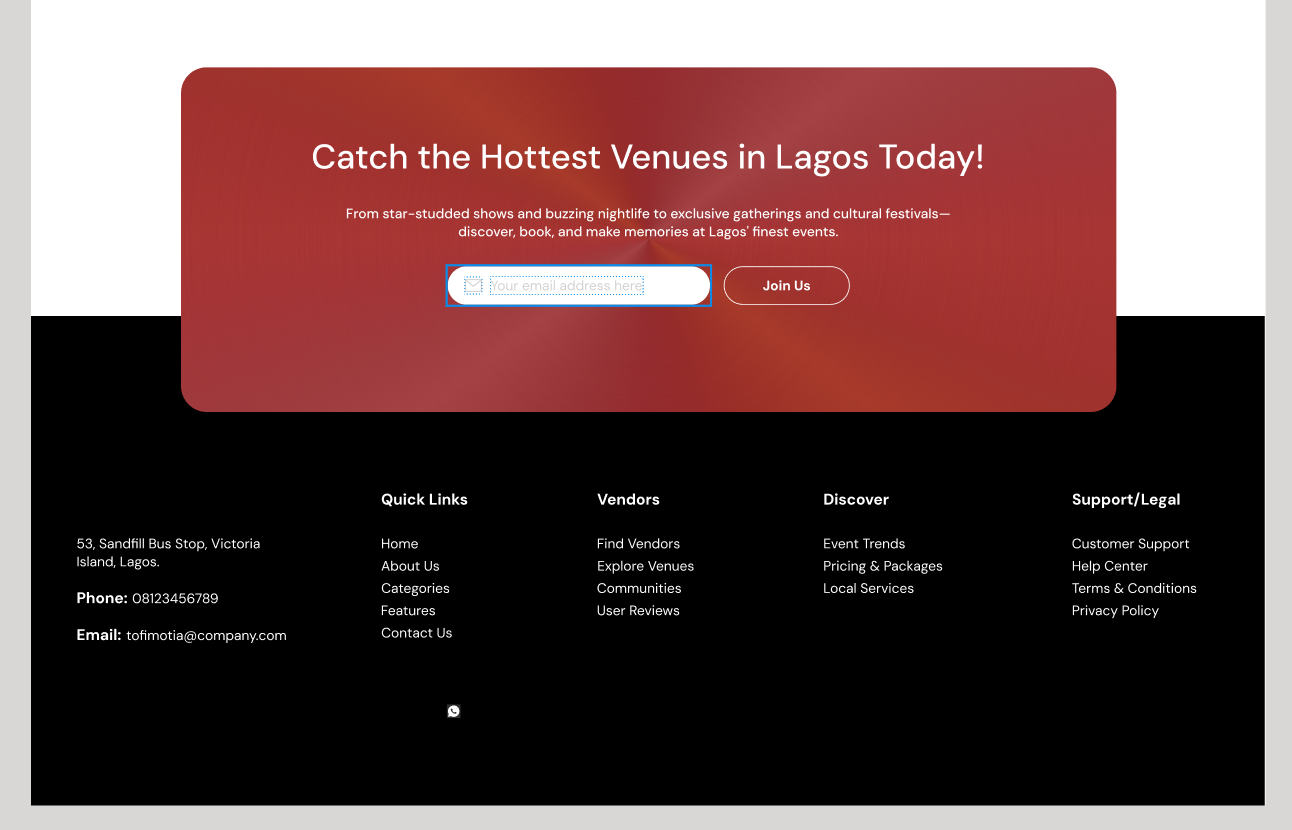 Catch the Hottest Venues in Lagos Today!
From star-studded shows and buzzing nightlife to exclusive gatherings and cultural festivals—
discover, book, and make memories at Lagos' finest events.
Your email address here
Join Us
53, Sandfill Bus Stop, Victoria
Island, Lagos.
Phone: 08123456789
Email: tofimotia@company.com
Quick Links
Home
About Us
Categories
Features
Contact Us
Vendors
Find Vendors
Explore Venues
Communities
User Reviews
Discover
Event Trends
Pricing & Packages
Local Services
Support/Legal
Customer Support
Help Center
Terms & Conditions
Privacy Policy